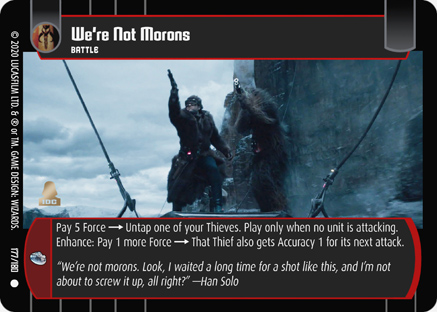 We're Not Morons
BATTLE
© 2020 LUCASFILM LTD. & ® or TM. GAME DESIGN: WIZARDS.
177/180
IDC
Pay 5 Force → Untap one of your Thieves. Play only when no unit is attacking.
Enhance: Pay 1 more Force → That Thief also gets Accuracy 1 for its next attack.
“We're not morons. Look, I waited a long time for a shot like this, and I'm not
about to screw it up, all right?” —Han Solo